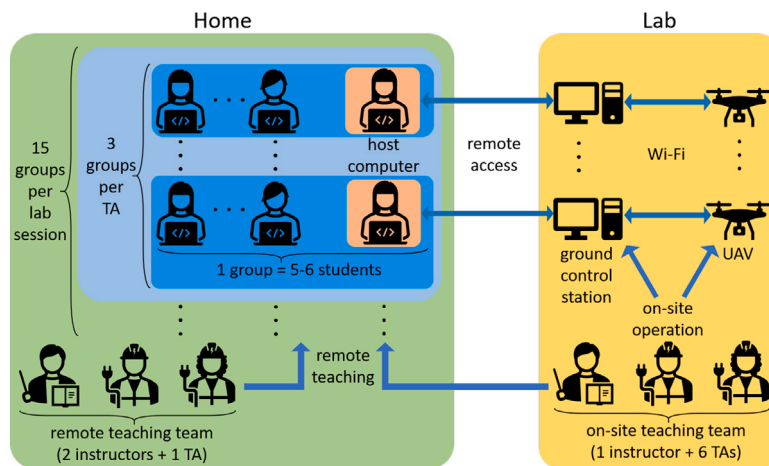 Home
Lab
15
groups
per
lab
session
3
groups
per
TA
</>
</>
</>
host
computer
remote
access
Wi-Fi
</>
</>
</>
1 group = 5-6 students
ground
control
station
UAV
on-site
operation
remote
teaching
remote teaching team
(2 instructors + 1 TA)
on-site teaching team
(1 instructor + 6 TAs)